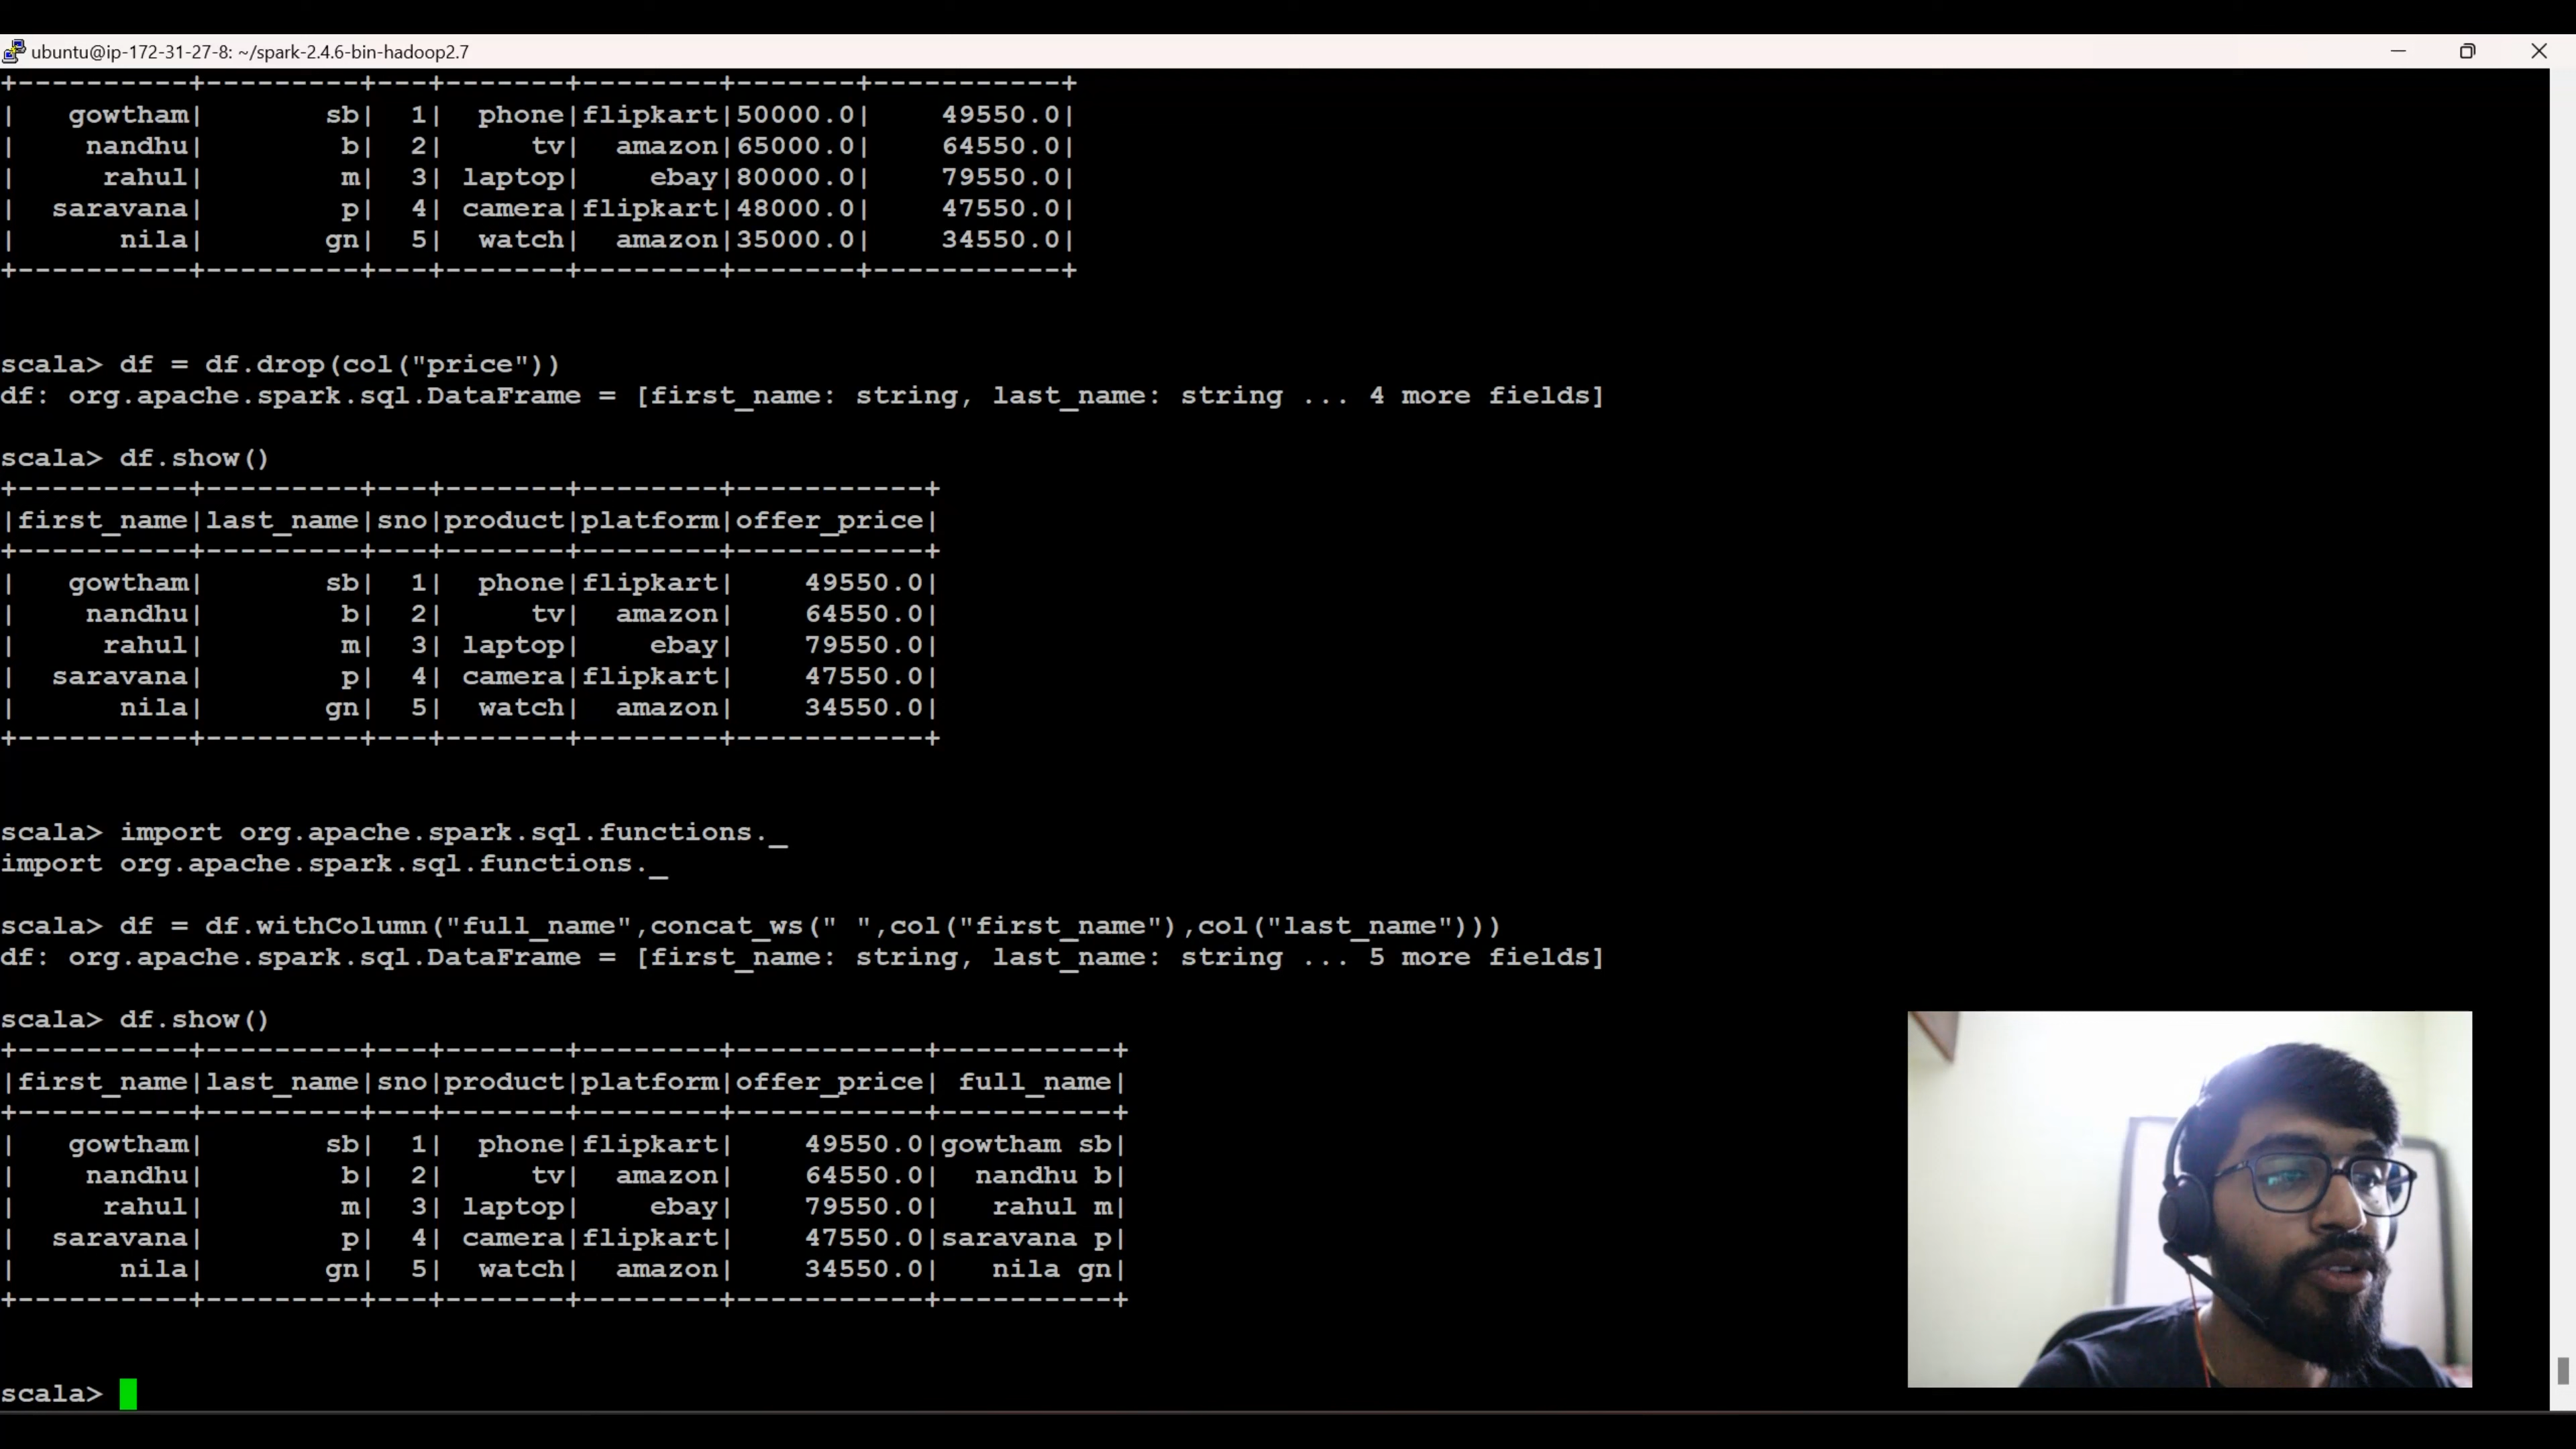 ubuntu@ip-172-31-27-8: ~/spark-2.4.6-bin-hadoop2.7
+----------+---------+---+-------+--------+-------+-----------+
|   gowtham|       sb|  1|  phone|flipkart|50000.0|    49550.0|
|    nandhu|        b|  2|     tv|  amazon|65000.0|    64550.0|
|     rahul|        m|  3| laptop|    ebay|80000.0|    79550.0|
|  saravana|        p|  4| camera|flipkart|48000.0|    47550.0|
|      nila|       gn|  5|  watch|  amazon|35000.0|    34550.0|
+----------+---------+---+-------+--------+-------+-----------+
scala> df = df.drop(col("price"))
df: org.apache.spark.sql.DataFrame = [first_name: string, last_name: string ... 4 more fields]
scala> df.show()
+----------+---------+---+-------+--------+-----------+
|first_name|last_name|sno|product|platform|offer_price|
+----------+---------+---+-------+--------+-----------+
|   gowtham|       sb|  1|  phone|flipkart|    49550.0|
|    nandhu|        b|  2|     tv|  amazon|    64550.0|
|     rahul|        m|  3| laptop|    ebay|    79550.0|
|  saravana|        p|  4| camera|flipkart|    47550.0|
|      nila|       gn|  5|  watch|  amazon|    34550.0|
+----------+---------+---+-------+--------+-----------+
scala> import org.apache.spark.sql.functions._
import org.apache.spark.sql.functions._
scala> df = df.withColumn("full_name",concat_ws(" ",col("first_name"),col("last_name")))
df: org.apache.spark.sql.DataFrame = [first_name: string, last_name: string ... 5 more fields]
scala> df.show()
+----------+---------+---+-------+--------+-----------+----------+
|first_name|last_name|sno|product|platform|offer_price| full_name|
+----------+---------+---+-------+--------+-----------+----------+
|   gowtham|       sb|  1|  phone|flipkart|    49550.0|gowtham sb|
|    nandhu|        b|  2|     tv|  amazon|    64550.0|  nandhu b|
|     rahul|        m|  3| laptop|    ebay|    79550.0|   rahul m|
|  saravana|        p|  4| camera|flipkart|    47550.0|saravana p|
|      nila|       gn|  5|  watch|  amazon|    34550.0|   nila gn|
+----------+---------+---+-------+--------+-----------+----------+
scala>